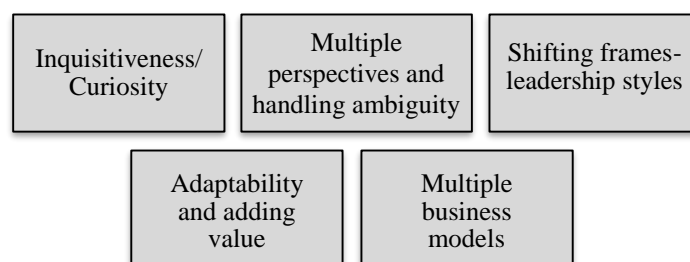 Inquisitiveness/
Curiosity
Multiple
perspectives and
handling ambiguity
Shifting frames-
leadership styles
Adaptability
and adding
value
Multiple
business
models